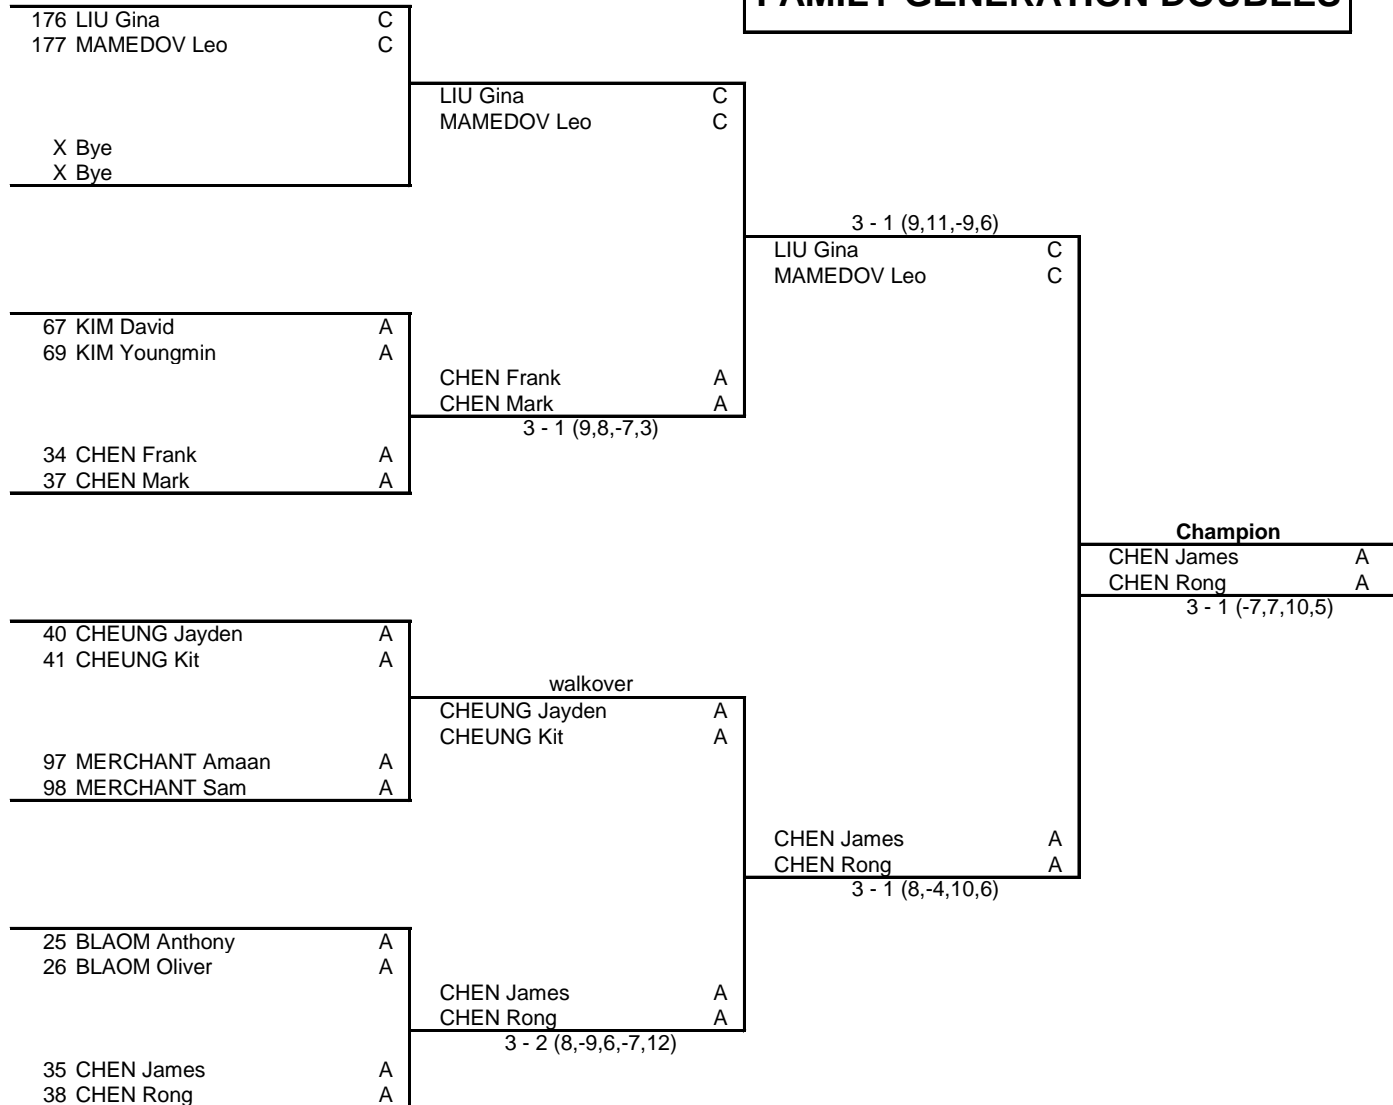 FAMILY GENERATION DOUBLES
176 LIU Gina C
177 MAMEDOV Leo C
LIU Gina C
MAMEDOV Leo C
X Bye
X Bye
3 - 1 (9,11,-9,6)
LIU Gina C
MAMEDOV Leo C
67 KIM David A
69 KIM Youngmin A
CHEN Frank A
CHEN Mark A
3 - 1 (9,8,-7,3)
34 CHEN Frank A
37 CHEN Mark A
Champion
CHEN James A
CHEN Rong A
3 - 1 (-7,7,10,5)
40 CHEUNG Jayden A
41 CHEUNG Kit A
walkover
CHEUNG Jayden A
CHEUNG Kit A
97 MERCHANT Amaan A
98 MERCHANT Sam A
CHEN James A
CHEN Rong A
3 - 1 (8,-4,10,6)
25 BLAOM Anthony A
26 BLAOM Oliver A
CHEN James A
CHEN Rong A
3 - 2 (8,-9,6,-7,12)
35 CHEN James A
38 CHEN Rong A